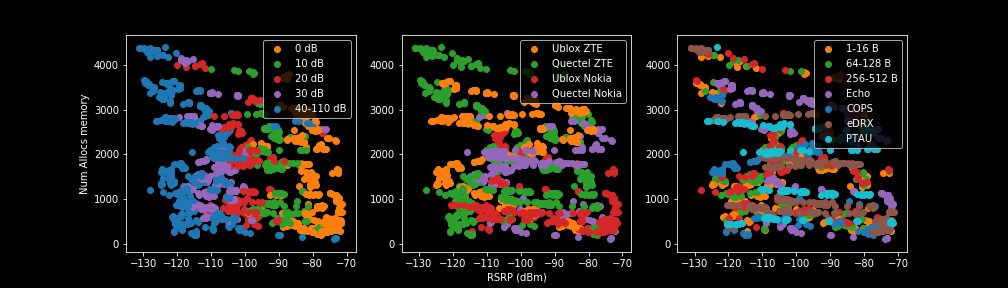 Num Allocs memory
4000
3000
2000
1000
0
−130 −120 −110 −100 −90 −80 −70
0 dB
10 dB
20 dB
30 dB
40-110 dB
4000
3000
2000
1000
0
−130 −120 −110 −100 −90 −80 −70
RSRP (dBm)
Ublox ZTE
Quectel ZTE
Ublox Nokia
Quectel Nokia
4000
3000
2000
1000
0
−130 −120 −110 −100 −90 −80 −70
1-16 B
64-128 B
256-512 B
Echo
COPS
eDRX
PTAU